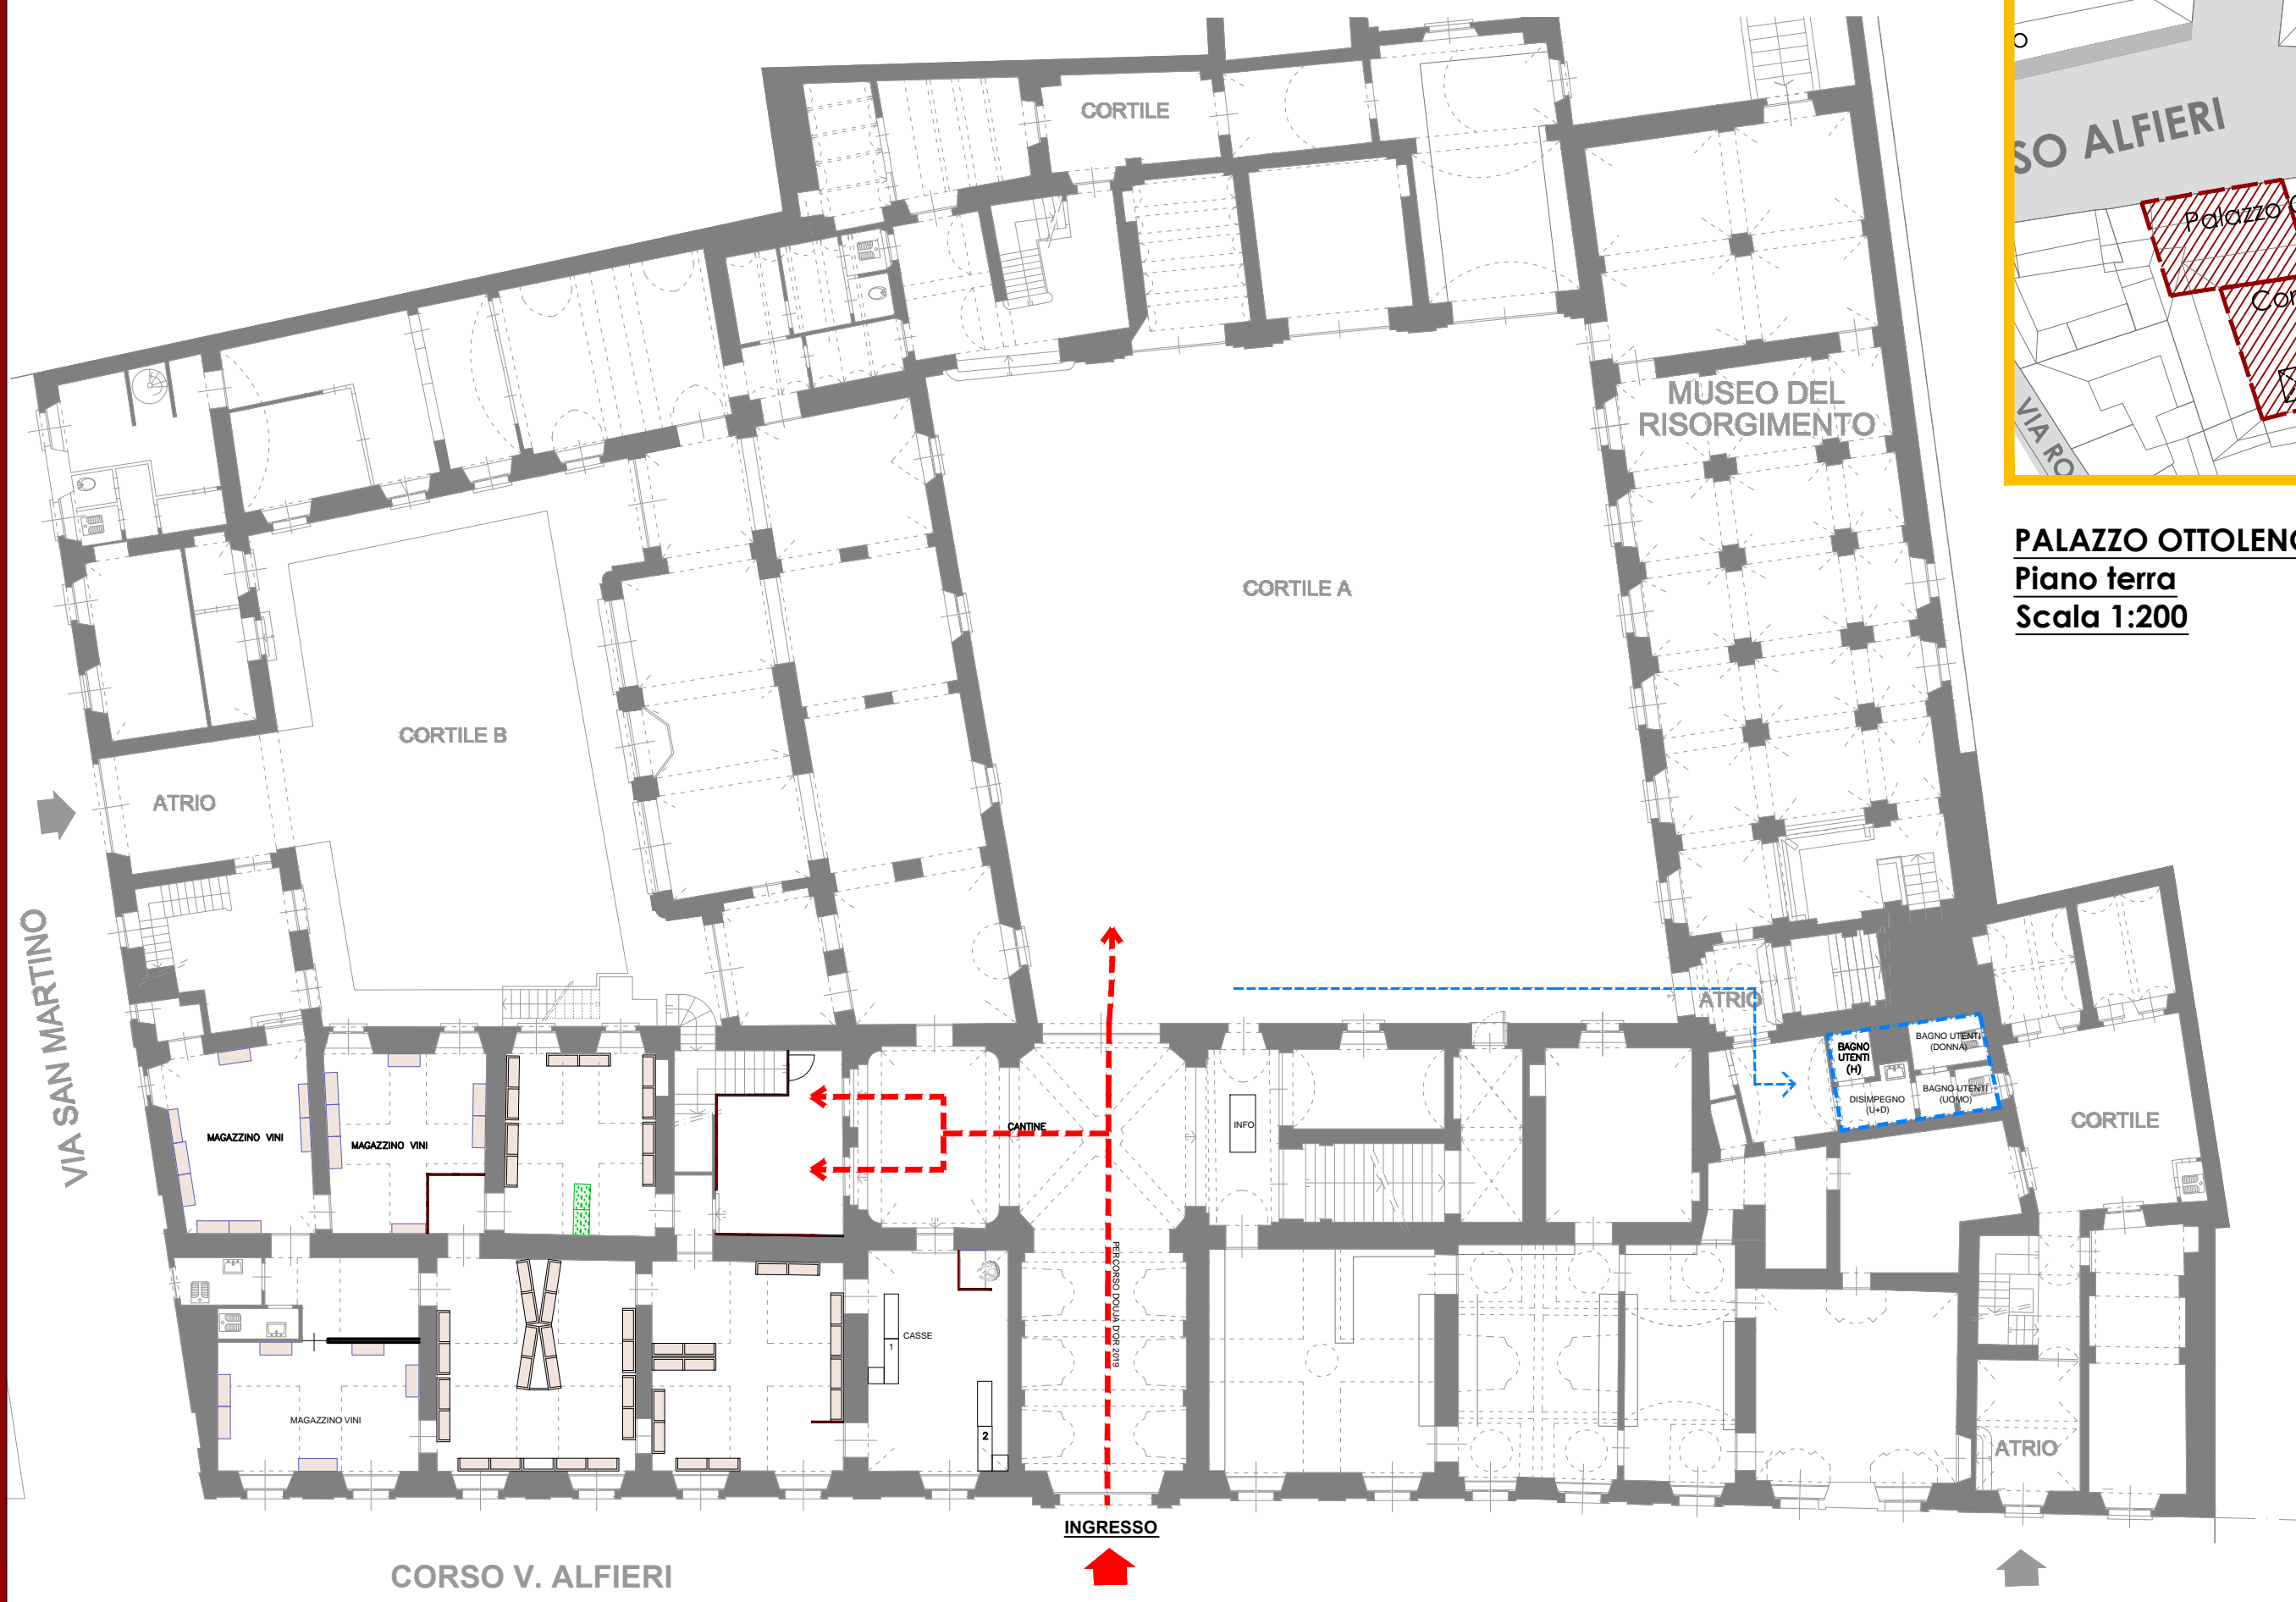 CORTILE
SO ALFIERI
Palazzo
VIA RO
MUSEO DEL
RISORGIMENTO
PALAZZO OTTOLENG
Piano terra
Scala 1:200
CORTILE A
CORTILE B
ATRIO
VIA SAN MARTINO
ATRIO
BAGNO
UTENTI
(H)
BAGNO UTENTI
(DONNA)
DISIMPEGNO
(U+D)
BAGNO UTENTI
(UOMO)
CORTILE
MAGAZZINO VINI
MAGAZZINO VINI
CANTINE
INFO
PERCORSO DOUJA D'OR 2019
CASSE
1
2
MAGAZZINO VINI
ATRIO
INGRESSO
CORSO V. ALFIERI